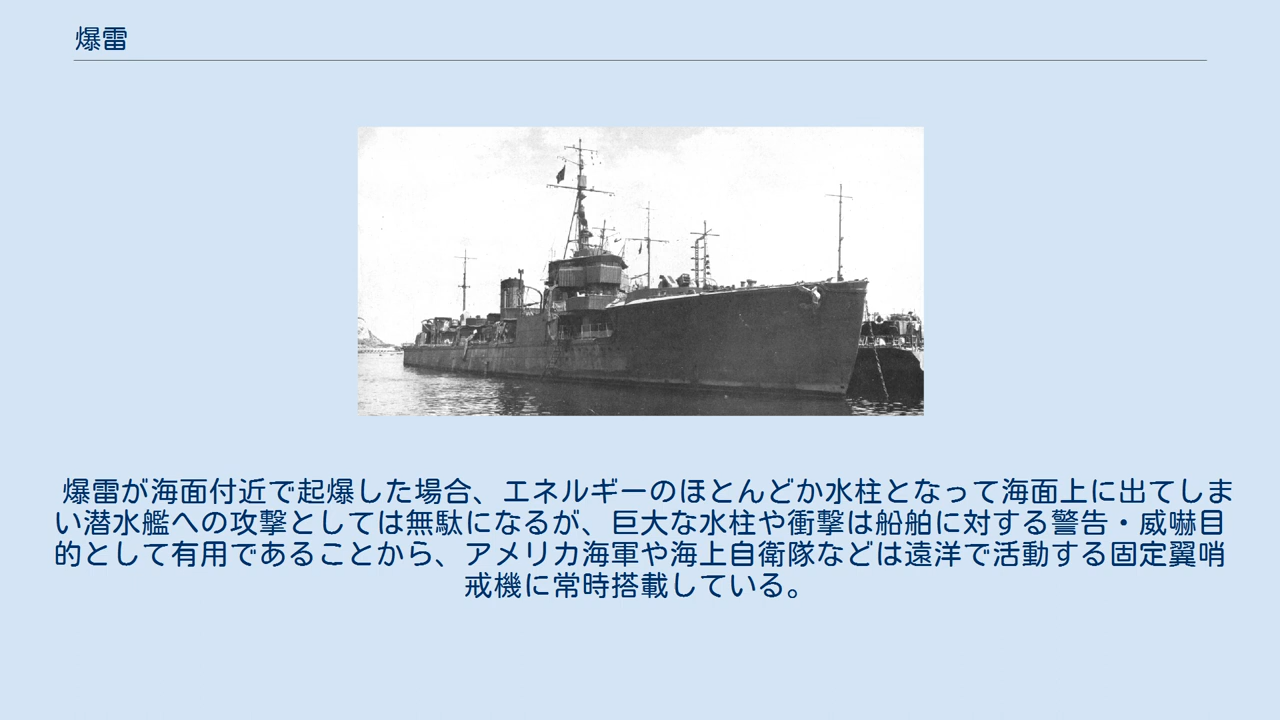 爆雷
爆雷が海面付近で起爆した場合、エネルギーのほとんどか水柱となって海面上に出てしま
い潜水艦への攻撃としては無駄になるが、巨大な水柱や衝撃は船舶に対する警告・威嚇目
的として有用であることから、アメリカ海軍や海上自衛隊などは遠洋で活動する固定翼哨
戒機に常時搭載している。